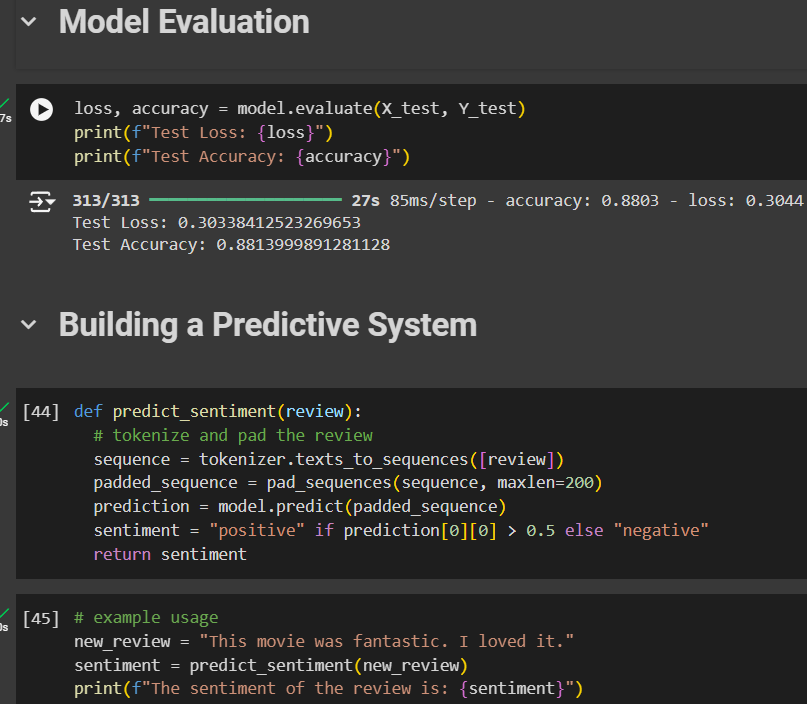 Model Evaluation
loss, accuracy = model.evaluate(X_test, Y_test)
7s
print(f"Test Loss: {loss}")
print(f"Test Accuracy: {accuracy}")
313/313 27s 85ms/step - accuracy: 0.8803 - loss: 0.3044
Test Loss: 0.30338412523269653
Test Accuracy: 0.8813999891281128
Building a Predictive System
[44] def predict_sentiment(review):
0s
# tokenize and pad the review
sequence = tokenizer.texts_to_sequences([review])
padded_sequence = pad_sequences(sequence, maxlen=200)
prediction = model.predict(padded_sequence)
sentiment = "positive" if prediction[0][0] > 0.5 else "negative"
return sentiment
[45] # example usage
0s
new_review = "This movie was fantastic. I loved it."
sentiment = predict_sentiment(new_review)
print(f"The sentiment of the review is: {sentiment}")